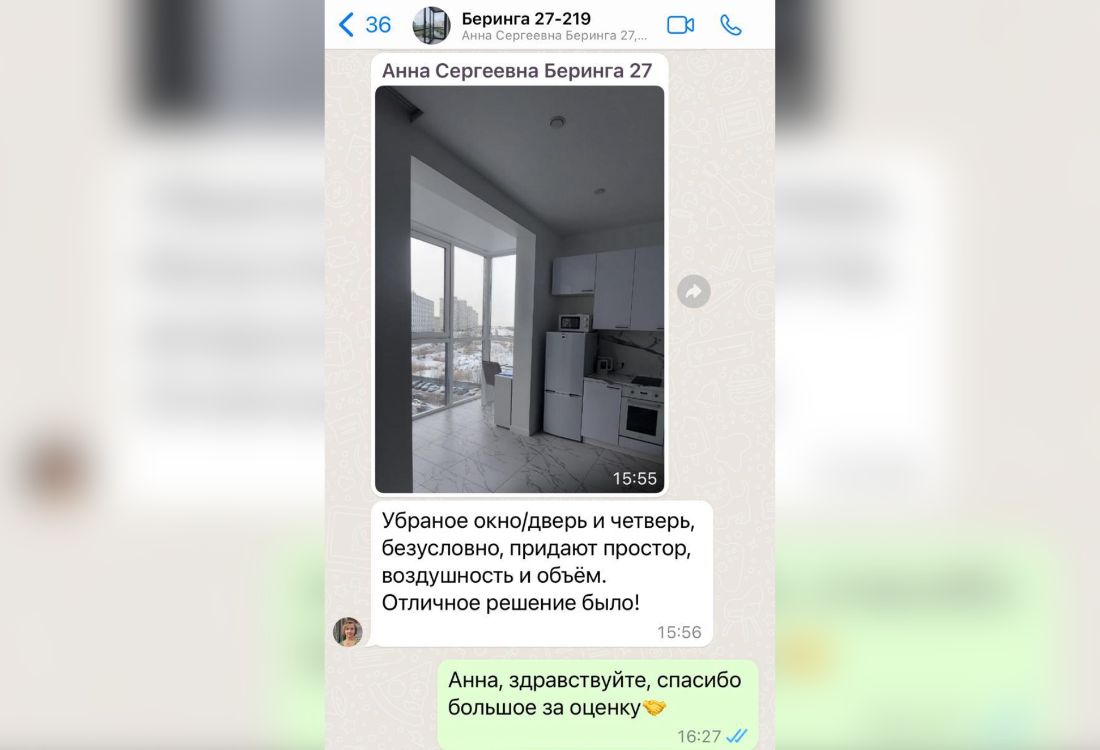 36
Беринга 27-219
Анна Сергеевна Беринга 27,...
Анна Сергеевна Беринга 27
15:55
Убраное окно/дверь и четверь,
безусловно, придают простор,
воздушность и объём.
Отличное решение было!
15:56
Анна, здравствуйте, спасибо
большое за оценку🤝
16:27